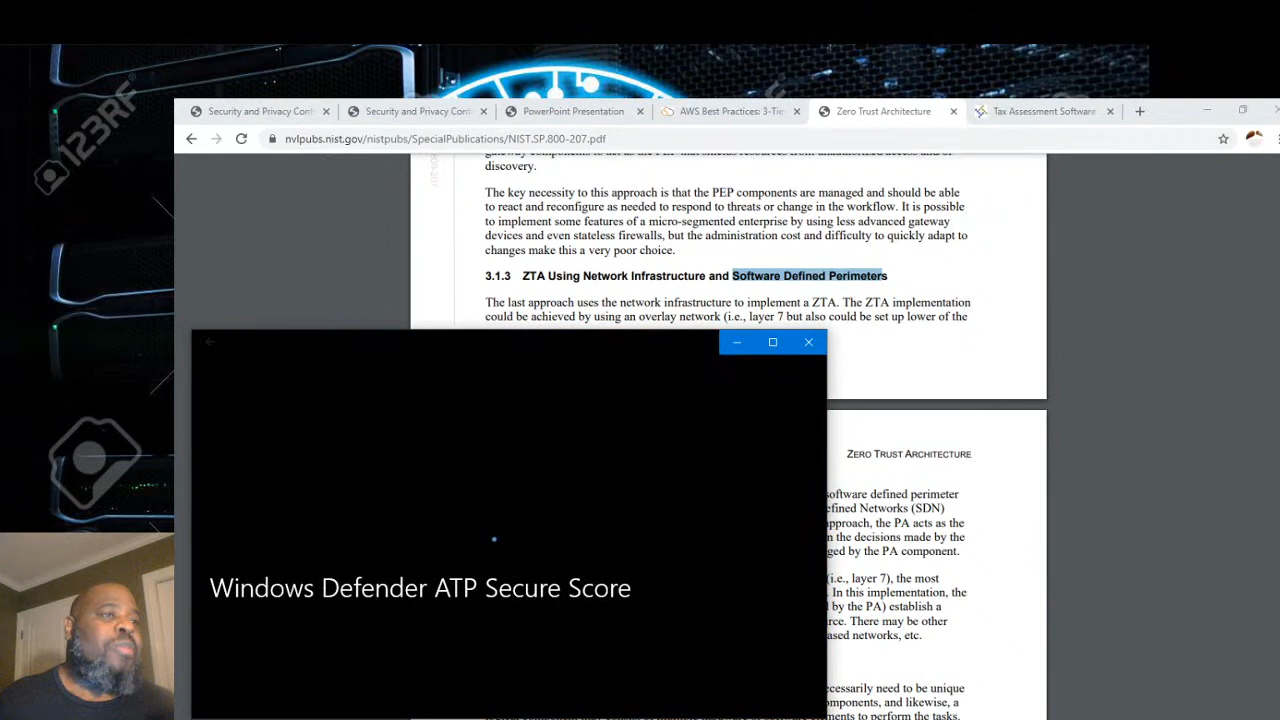 Security and Privacy Cont
Security and Privacy Cont
PowerPoint Presentation
AWS Best Practices: 3-Tie
Zero Trust Architecture
Tax Assessment Software
nvlpubs.nist.gov/nistpubs/SpecialPublications/NIST.SP.800-207.pdf
discovery.
The key necessity to this approach is that the PEP components are managed and should be able
to react and reconfigure as needed to respond to threats or change in the workflow. It is possible
to implement some features of a micro-segmented enterprise by using less advanced gateway
devices and even stateless firewalls, but the administration cost and difficulty to quickly adapt to
changes make this a very poor choice.
3.1.3 ZTA Using Network Infrastructure and Software Defined Perimeters
The last approach uses the network infrastructure to implement a ZTA. The ZTA implementation
could be achieved by using an overlay network (i.e., layer 7 but also could be set up lower of the
ZERO TRUST ARCHITECTURE
software defined perimeter
efined Networks (SDN)
approach, the PA acts as the
n the decisions made by the
ged by the PA component.
(i.e., layer 7), the most
. In this implementation, the
d by the PA) establish a
urce. There may be other
ased networks, etc.
ecessarily need to be unique
components, and likewise, a
elements to perform the tasks.
Windows Defender ATP Secure Score
123RF